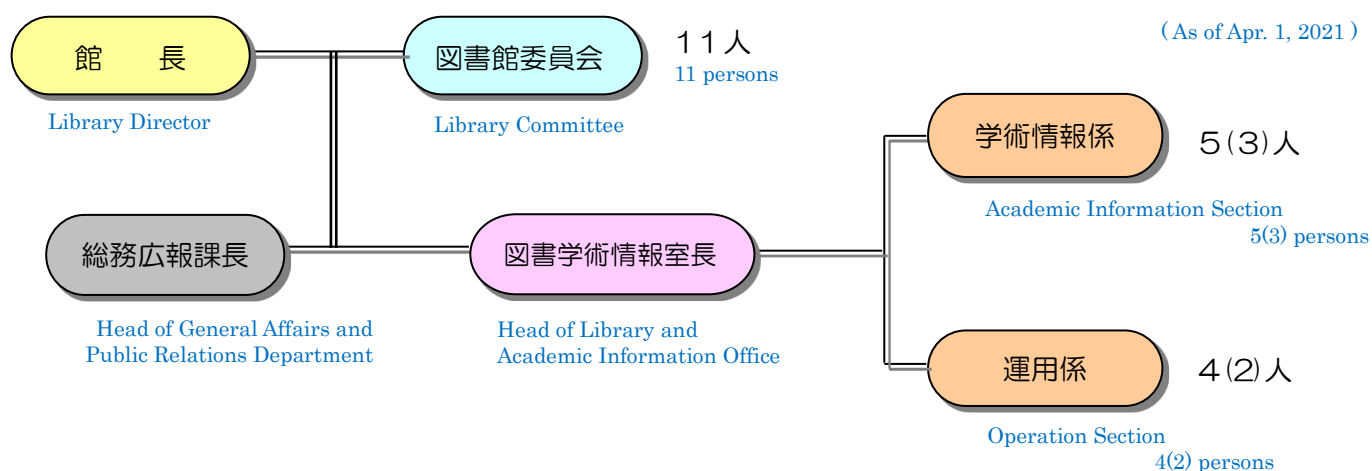 館　長
Library Director
図書館委員会
Library Committee
11人
11 persons
( As of Apr. 1, 2021 )
総務広報課長
Head of General Affairs and
Public Relations Department
図書学術情報室長
Head of Library and
Academic Information Office
学術情報係
5(3)人
Academic Information Section
5(3) persons
運用係
4(2)人
Operation Section
4(2) persons